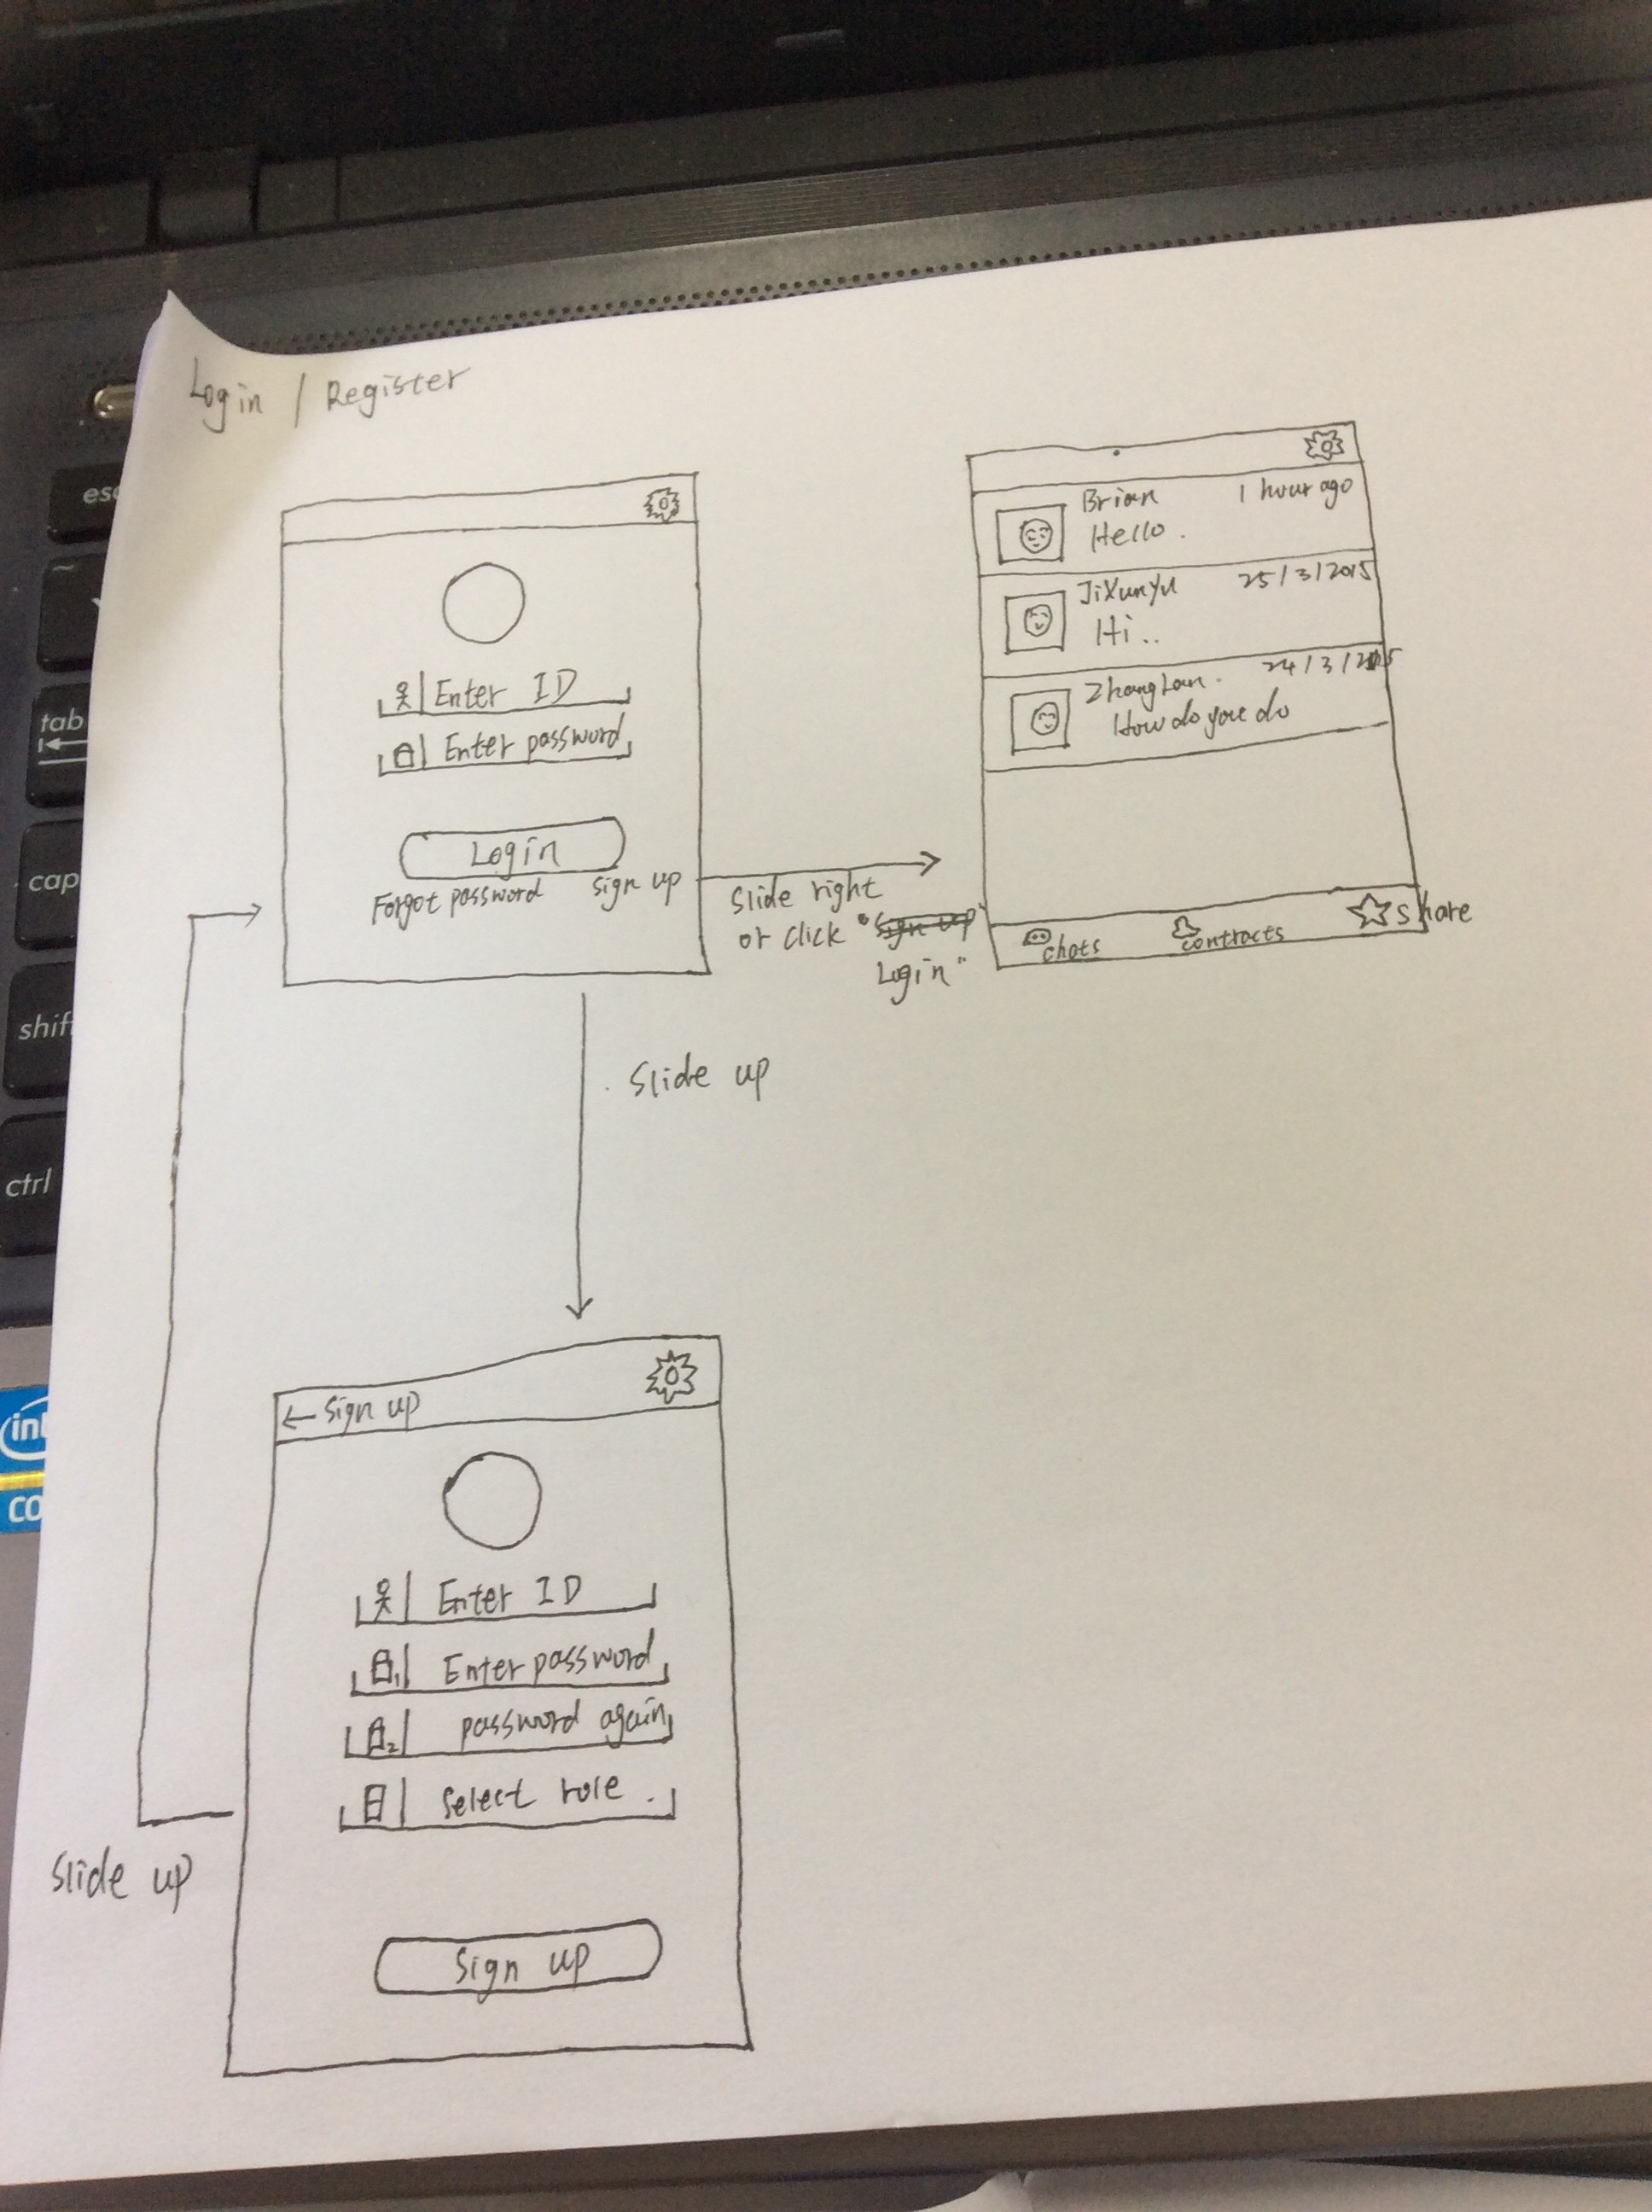 Login / Register
Enter ID
Enter password
Login
Forgot password sign up
Brian 1 hour ago
Hello.
JiXunYu 25/3/2015
Hi..
ZhangLan. 24/3/2015
How do you do
chats contracts share
Slide right
or click "Sign up"
Login"
Slide up
← Sign up
Enter ID
1 Enter password
2 password again
Select role.
Slide up
Sign up
esc
~
tab
cap
shif
ctrl
CO